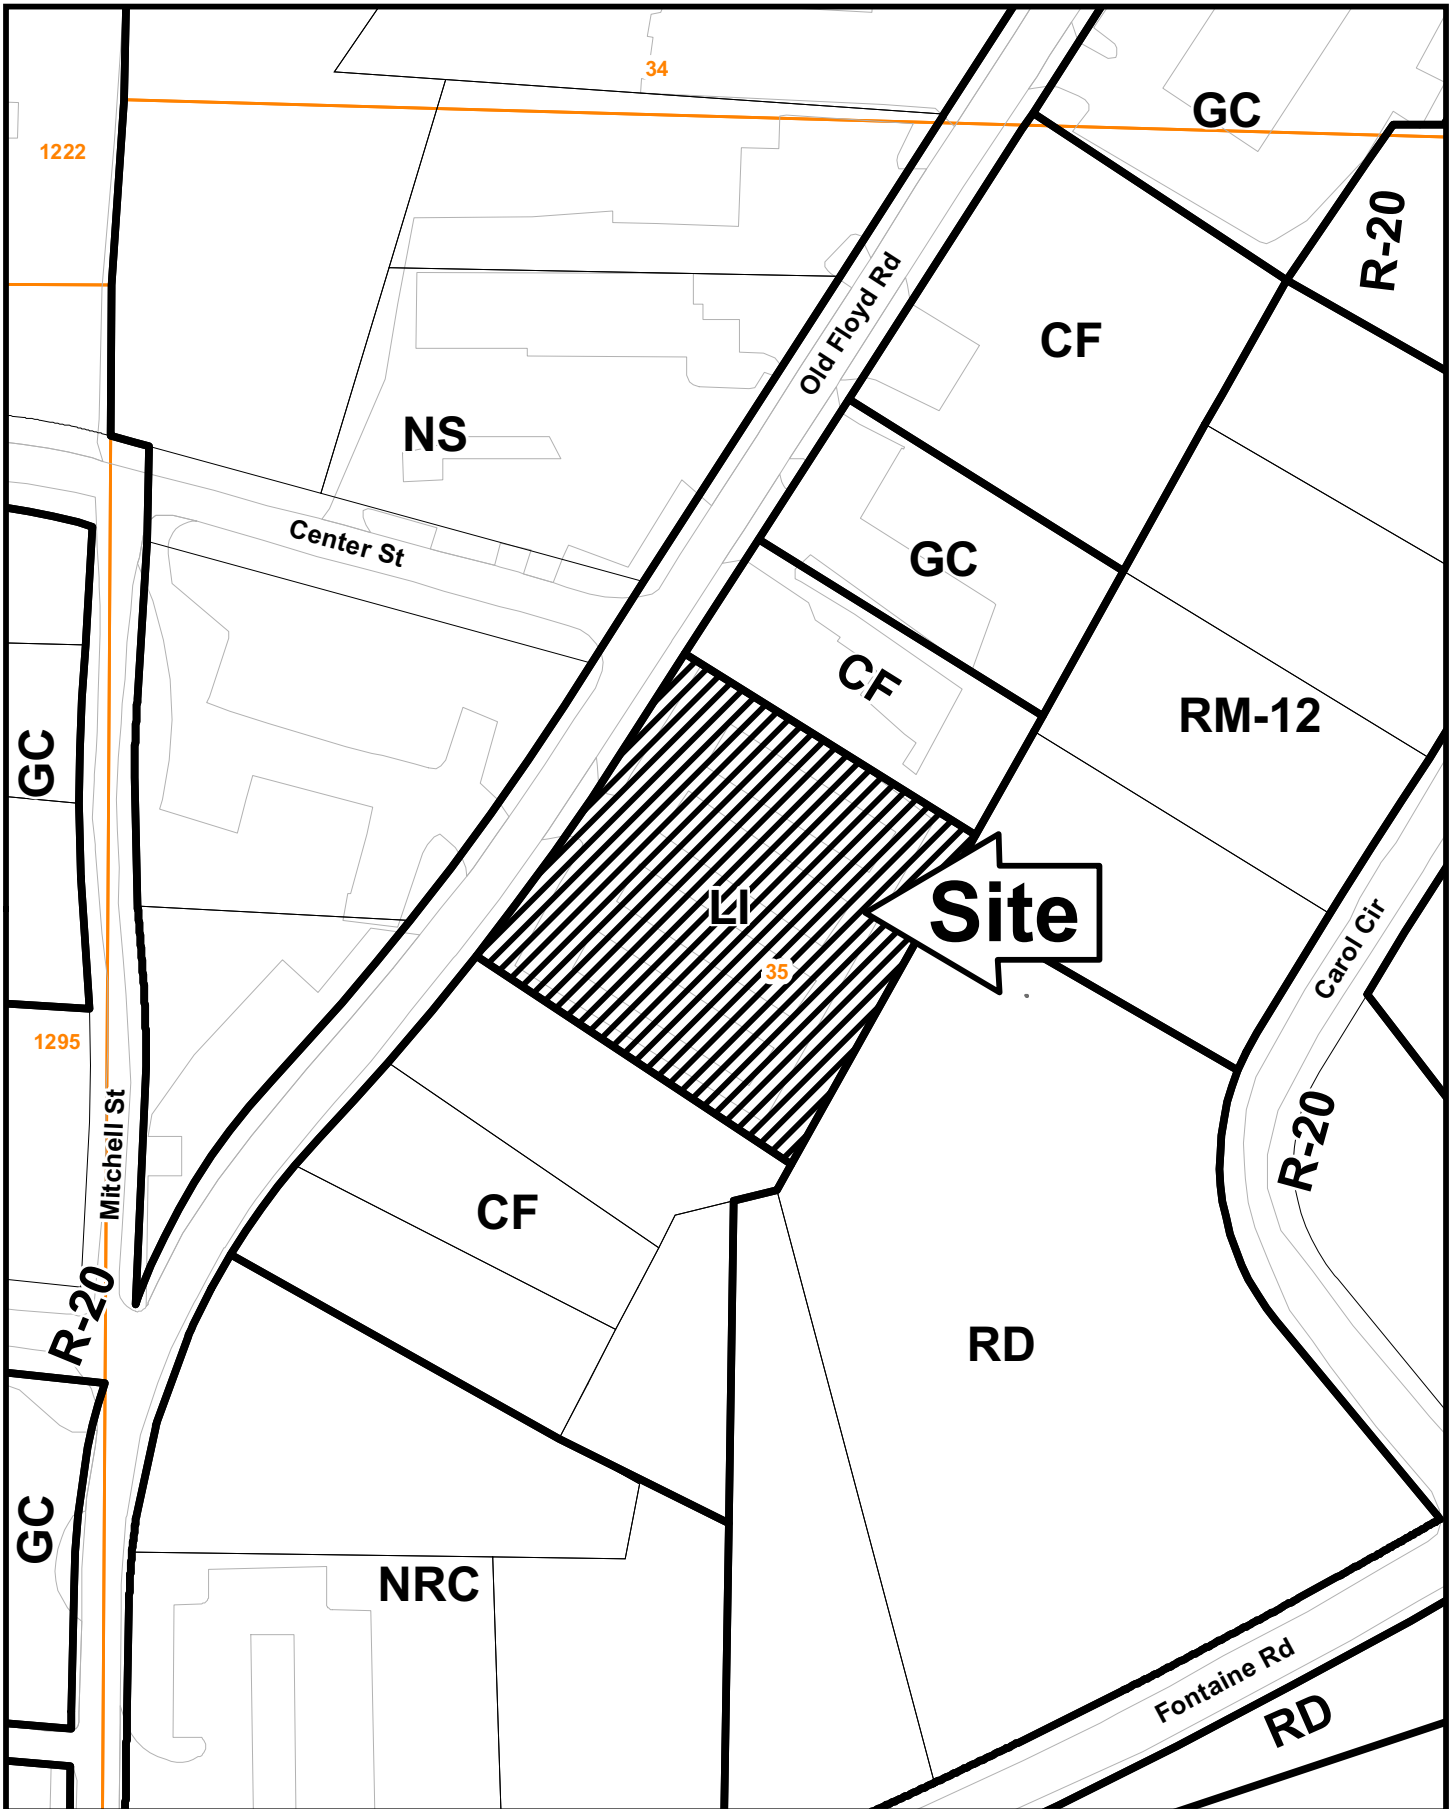 34
GC
1222
R-20
Old Floyd Rd
CF
NS
Center St
GC
CF
RM-12
GC
LI
Site
35
Carol Cir
1295
Mitchell St
R-20
CF
R-20
RD
GC
NRC
Fontaine Rd
RD